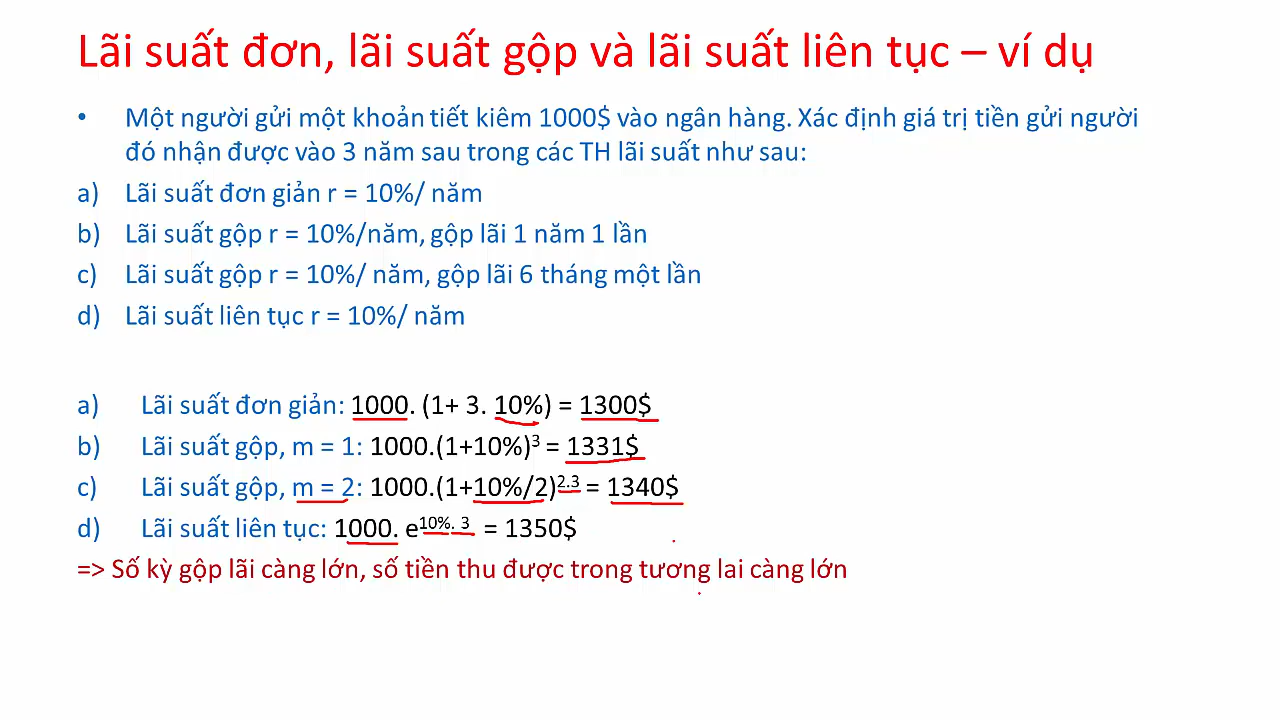 Lãi suất đơn, lãi suất gộp và lãi suất liên tục – ví dụ
• Một người gửi một khoản tiết kiêm 1000$ vào ngân hàng. Xác định giá trị tiền gửi người
đó nhận được vào 3 năm sau trong các TH lãi suất như sau:
a) Lãi suất đơn giản r = 10%/ năm
b) Lãi suất gộp r = 10%/năm, gộp lãi 1 năm 1 lần
c) Lãi suất gộp r = 10%/ năm, gộp lãi 6 tháng một lần
d) Lãi suất liên tục r = 10%/ năm
a) Lãi suất đơn giản: 1000. (1+ 3. 10%) = 1300$
b) Lãi suất gộp, m = 1: 1000.(1+10%)³ = 1331$
c) Lãi suất gộp, m = 2: 1000.(1+10%/2)²·³ = 1340$
d) Lãi suất liên tục: 1000. e^10%. 3 = 1350$
=> Số kỳ gộp lãi càng lớn, số tiền thu được trong tương lai càng lớn